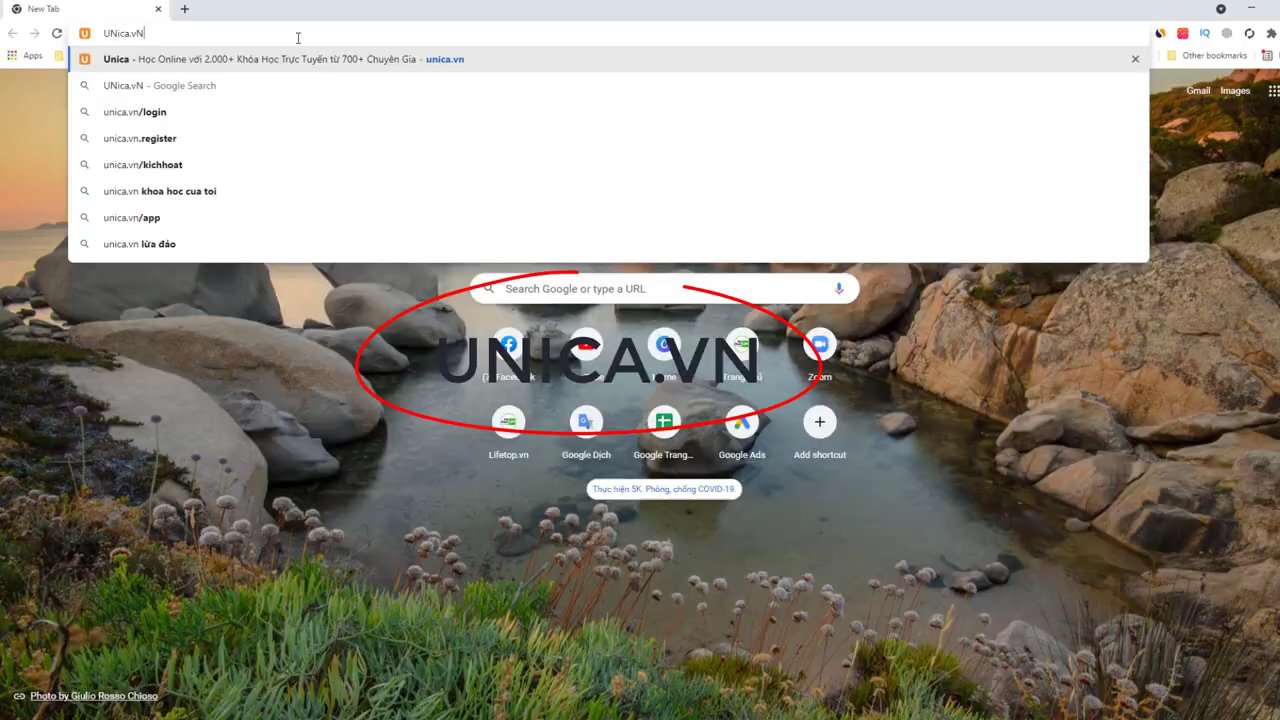 New Tab
UNica.vN
Unica - Học Online với 2.000+ Khóa Học Trực Tuyến từ 700+ Chuyên Gia - unica.vn
UNica.vN - Google Search
unica.vn/login
unica.vn.register
unica.vn/kichhoat
unica.vn khoa hoc cua toi
unica.vn/app
unica.vn lừa đảo
Apps
IQ
Other bookmarks
Gmail Images
Search Google or type a URL
UNICA.VN
Facebook
Zoom
Lifetop.vn Google Dịch Google Trang... Google Ads Add shortcut
Thực hiện 5K. Phòng, chống COVID-19.
Photo by Giulio Rosso Chioso